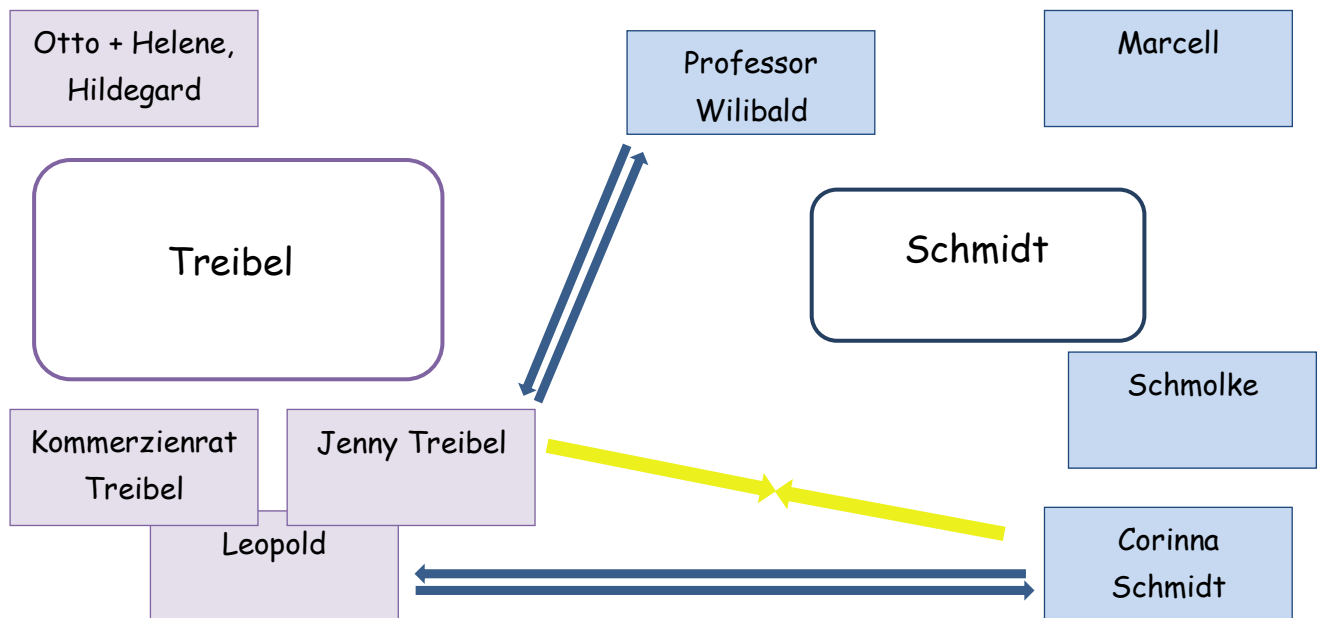 Otto + Helene,
Hildegard
Professor
Wilibald
Marcell
Treibel
Schmidt
Schmolke
Kommerzienrat
Treibel
Jenny Treibel
Leopold
Corinna
Schmidt